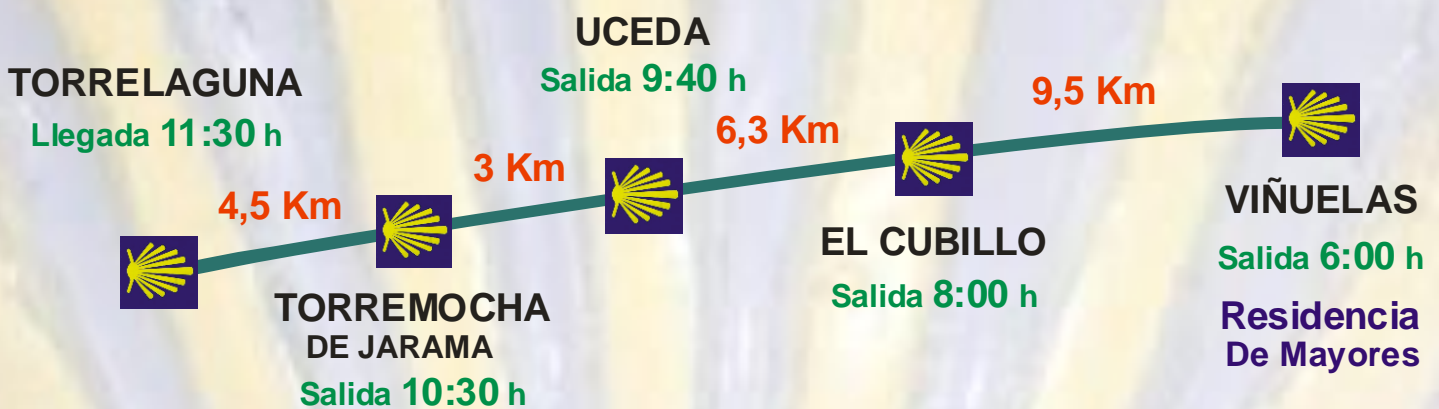 TORRELAGUNA
Llegada 11:30 h
4,5 Km
TORREMOCHA
DE JARAMA
Salida 10:30 h
3 Km
UCEDA
Salida 9:40 h
6,3 Km
EL CUBILLO
Salida 8:00 h
9,5 Km
VIÑUELAS
Salida 6:00 h
Residencia
De Mayores